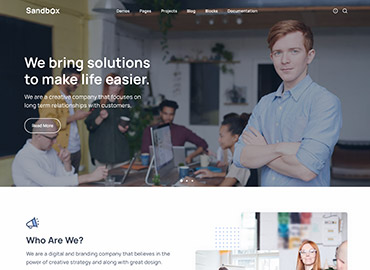 Sandbox
Demos Pages Projects Blog Blocks Documentation
We bring solutions
to make life easier.
We are a creative company that focuses on
long term relationships with customers.
Read More
Who Are We?
We are a digital and branding company that believes in the
power of creative strategy and along with great design